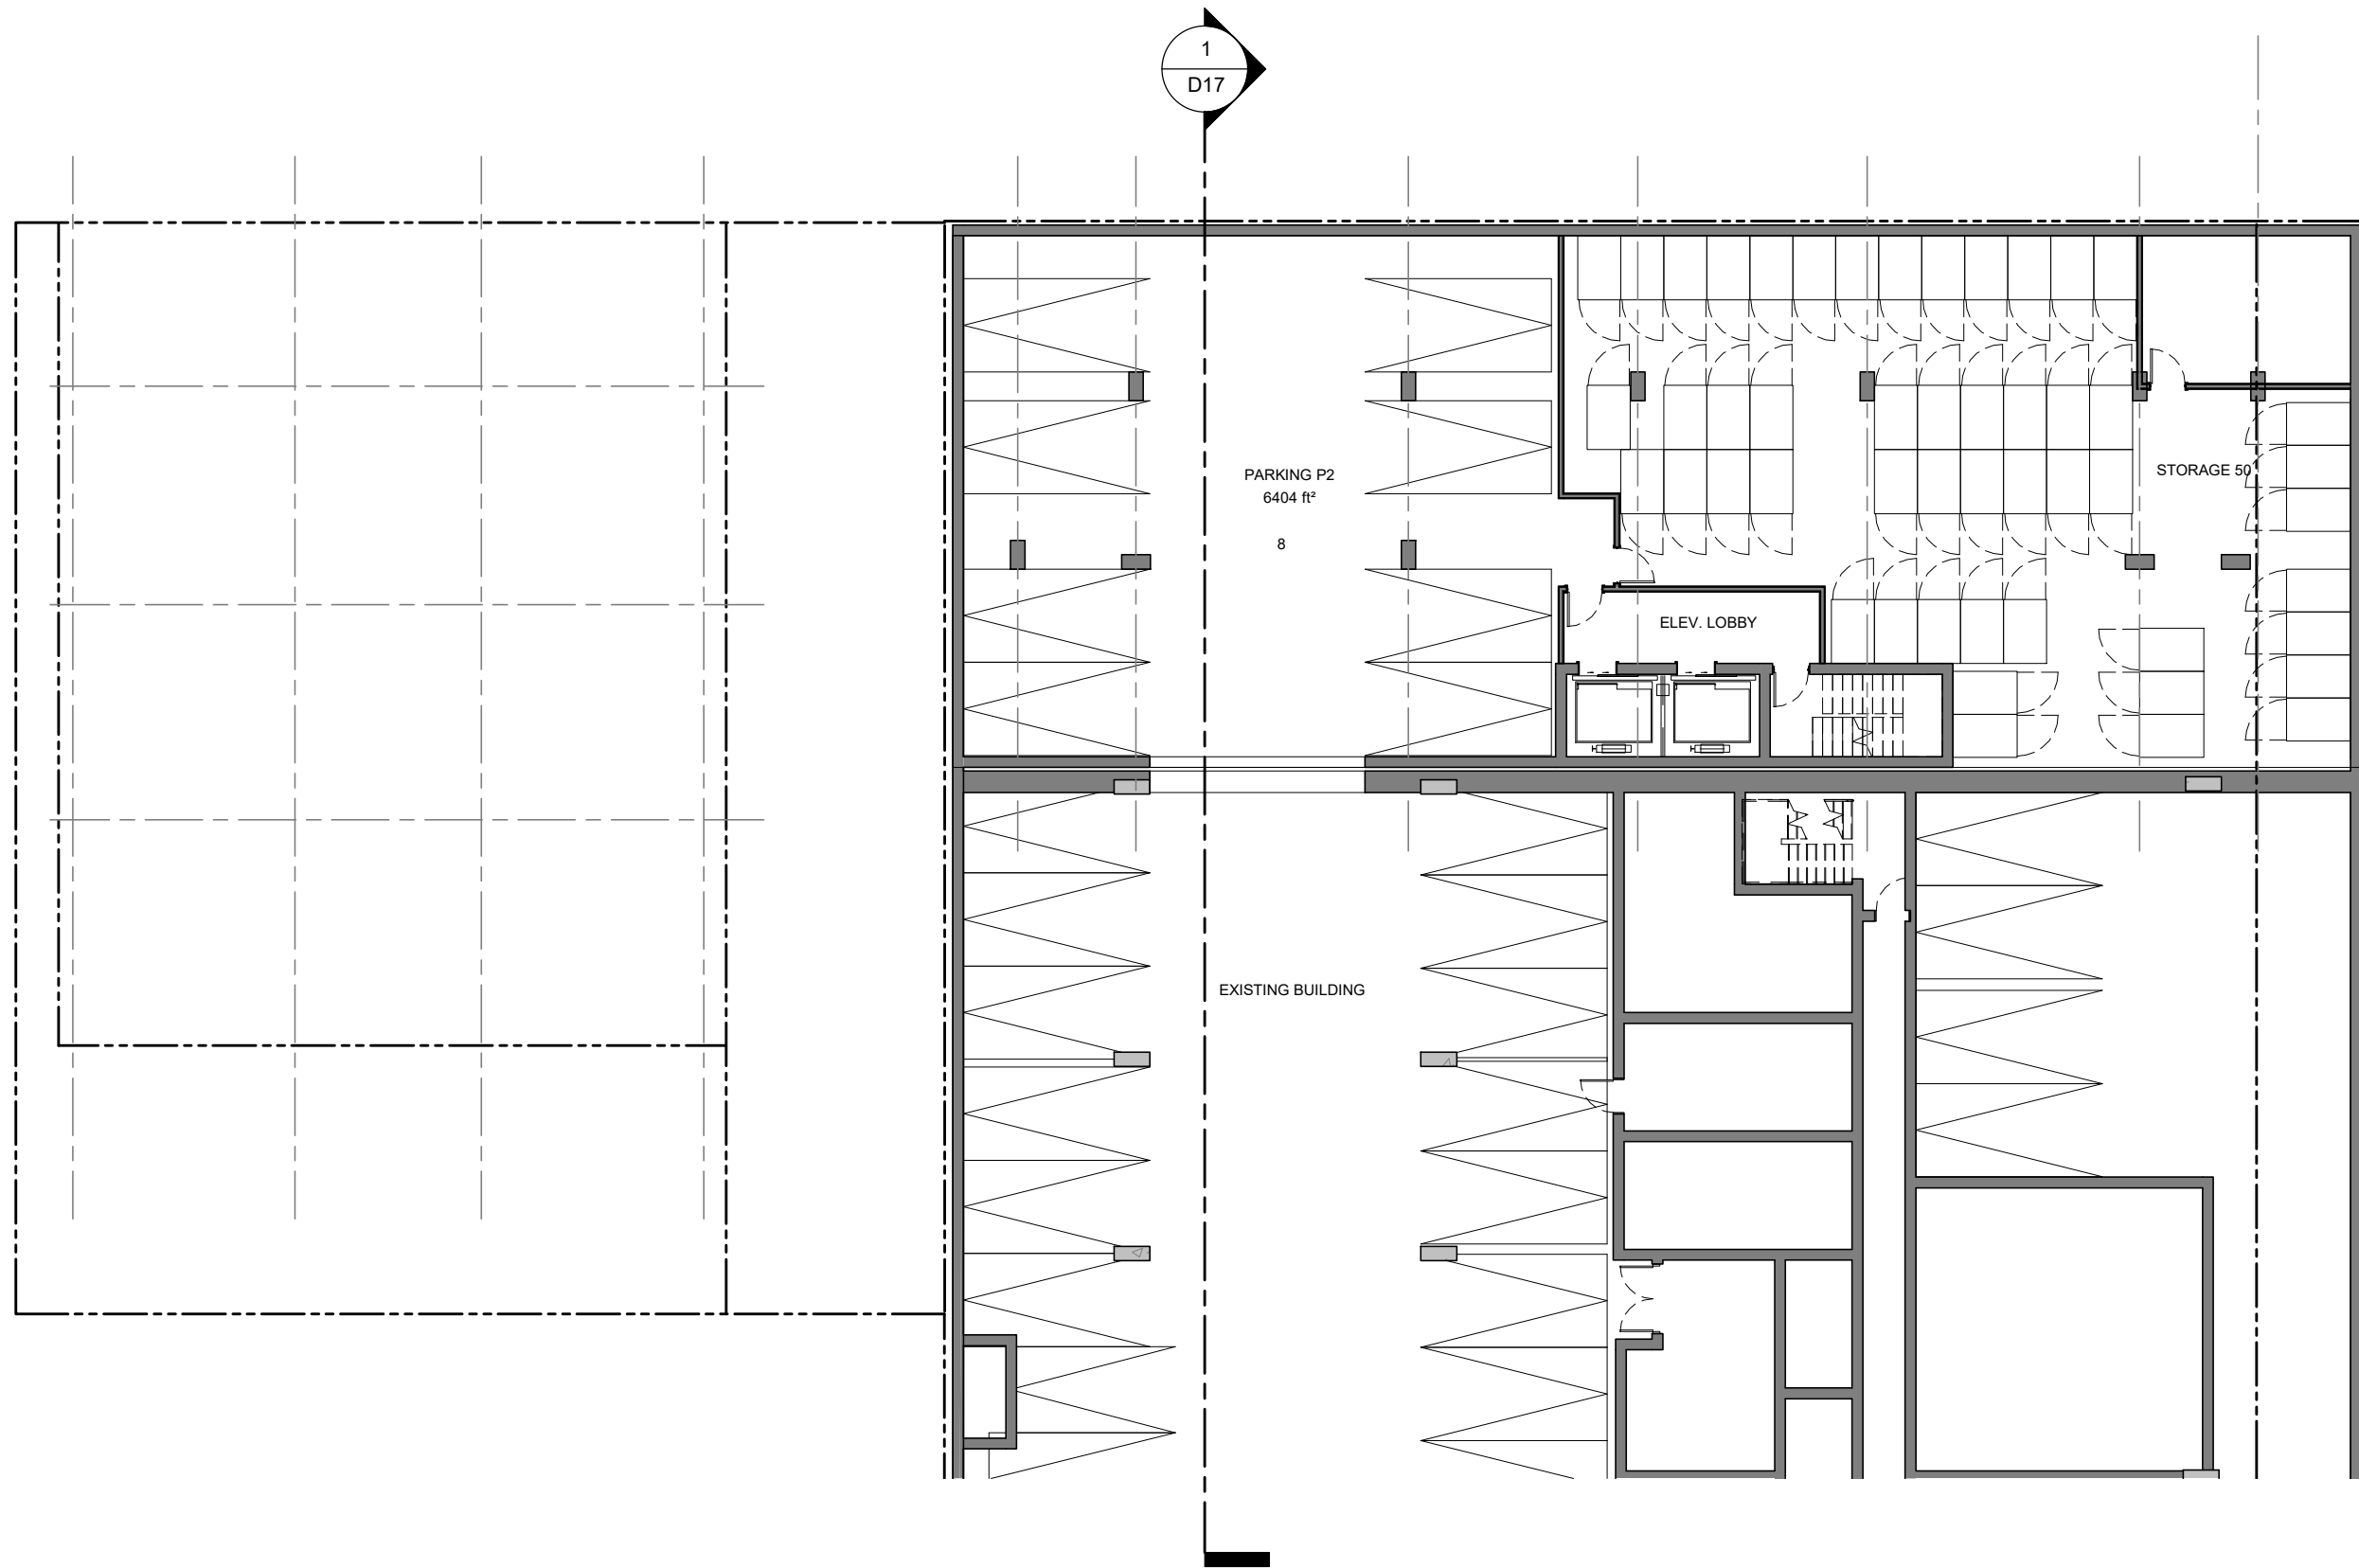 1
D17
PARKING P2
6404 ft²
8
STORAGE 50
ELEV. LOBBY
EXISTING BUILDING